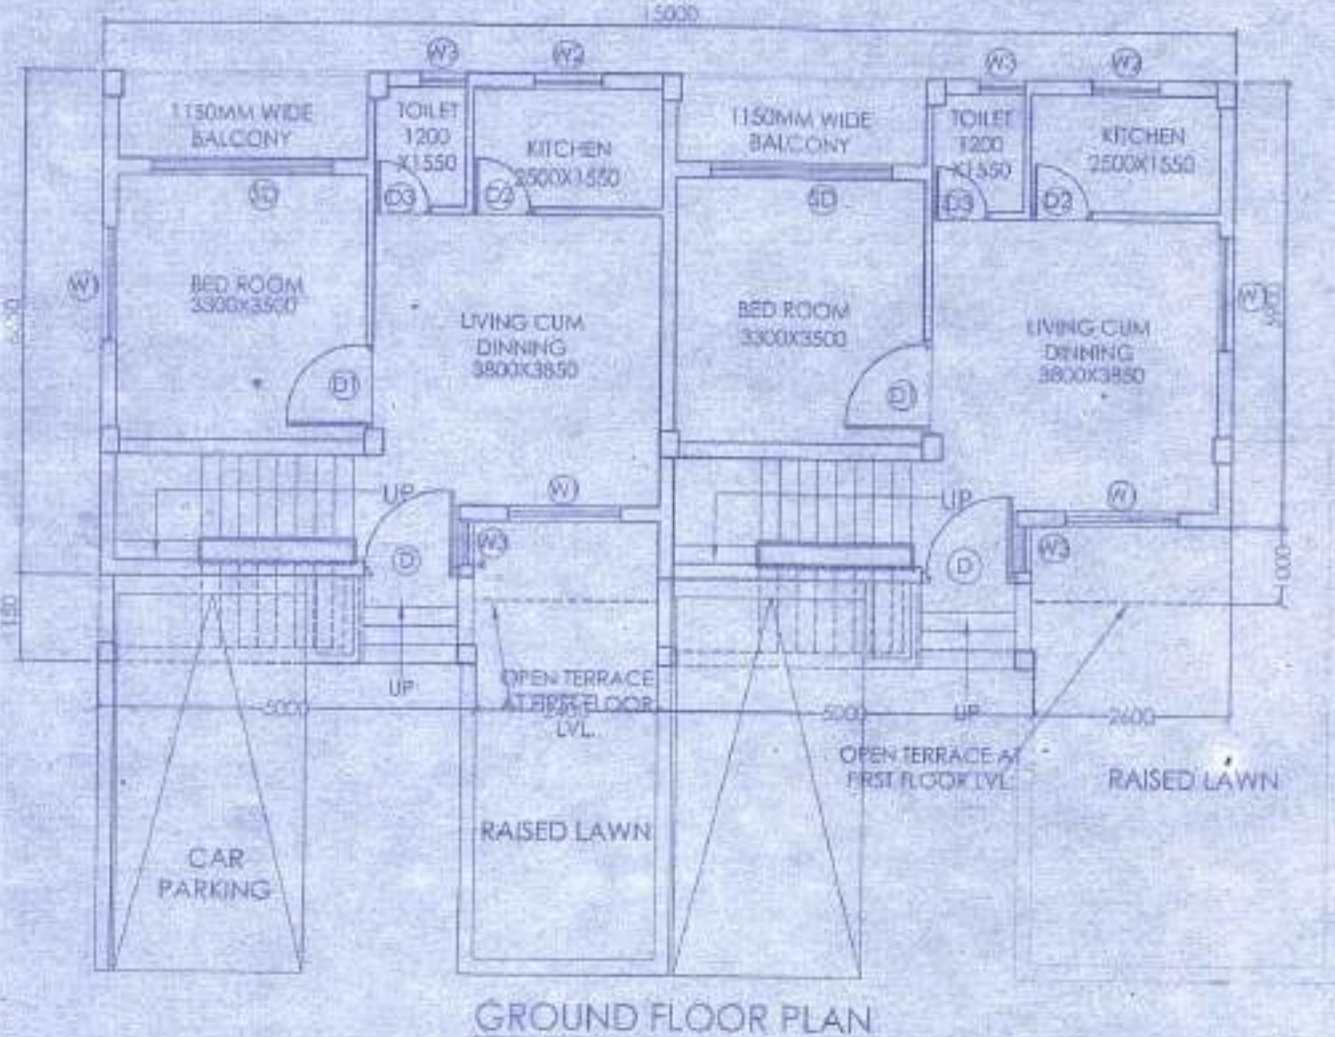 15000
W3
W2
W3
W2
1150MM WIDE
BALCONY
TOILET
1200
X1550
KITCHEN
2500X1550
1150MM WIDE
BALCONY
TOILET
1200
X1550
KITCHEN
2500X1550
SD
D3
D2
SD
D3
D2
W1
BED ROOM
3300X3500
LIVING CUM
DINNING
3800X3850
BED ROOM
3300X3500
LIVING CUM
DINNING
3800X3850
W1
D1
UP
W1
UP
D
W3
D
W3
1000
UP
OPEN TERRACE
AT FIRST FLOOR
LVL.
5000
5000
UP
2600
OPEN TERRACE AT
FIRST FLOOR LVL.
RAISED LAWN
RAISED LAWN
CAR
PARKING
GROUND FLOOR PLAN